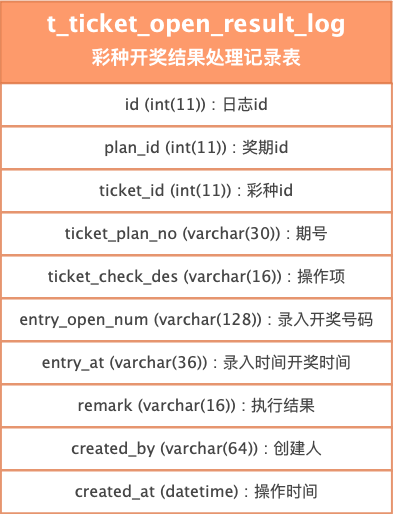 t_ticket_open_result_log
彩种开奖结果处理记录表
id (int(11))：日志id
plan_id (int(11))：奖期id
ticket_id (int(11))：彩种id
ticket_plan_no (varchar(30))：期号
ticket_check_des (varchar(16))：操作项
entry_open_num (varchar(128))：录入开奖号码
entry_at (varchar(36))：录入时间开奖时间
remark (varchar(16))：执行结果
created_by (varchar(64))：创建人
created_at (datetime)：操作时间